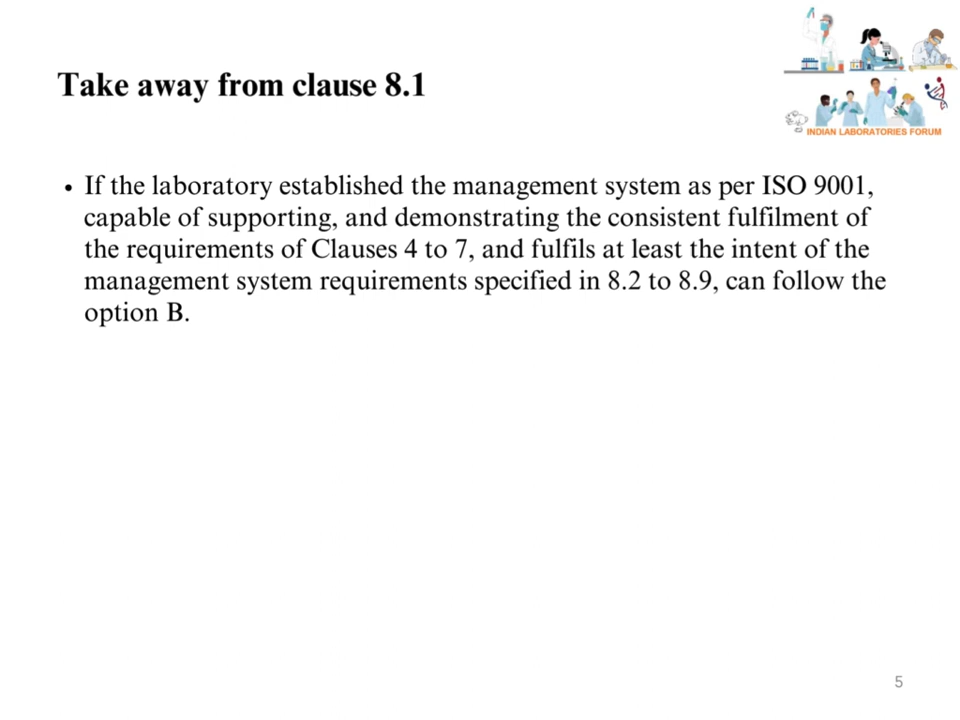 INDIAN LABORATORIES FORUM
Take away from clause 8.1
• If the laboratory established the management system as per ISO 9001,
capable of supporting, and demonstrating the consistent fulfilment of
the requirements of Clauses 4 to 7, and fulfils at least the intent of the
management system requirements specified in 8.2 to 8.9, can follow the
option B.
5